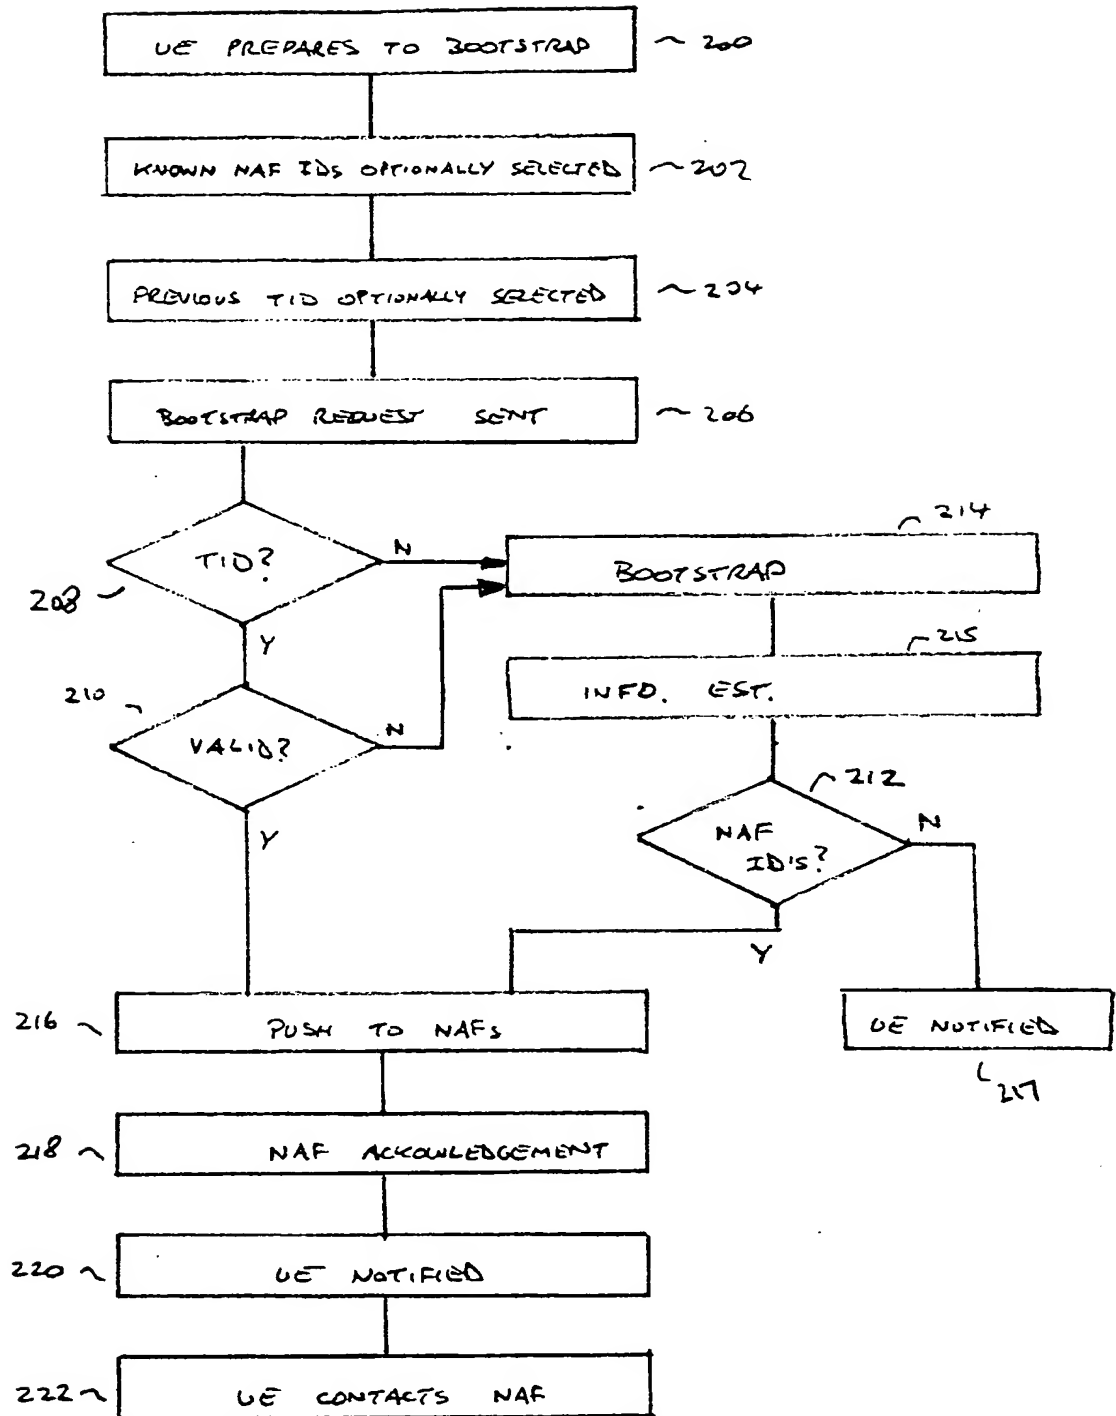 UE PREPARES TO BOOTSTRAP ~ 200
KNOWN NAF IDs OPTIONALLY SELECTED ~ 202
PREVIOUS TID OPTIONALLY SELECTED ~ 204
BOOTSTRAP REQUEST SENT ~ 206
TID?
N
208
Y
214
BOOTSTRAP
215
INFO. EST.
210
VALID?
N
Y
212
NAF
ID'S?
N
Y
216 ~ PUSH TO NAFs
UE NOTIFIED
217
218 ~ NAF ACKOWLEDGEMENT
220 ~ UE NOTIFIED
222 ~ UE CONTACTS NAF